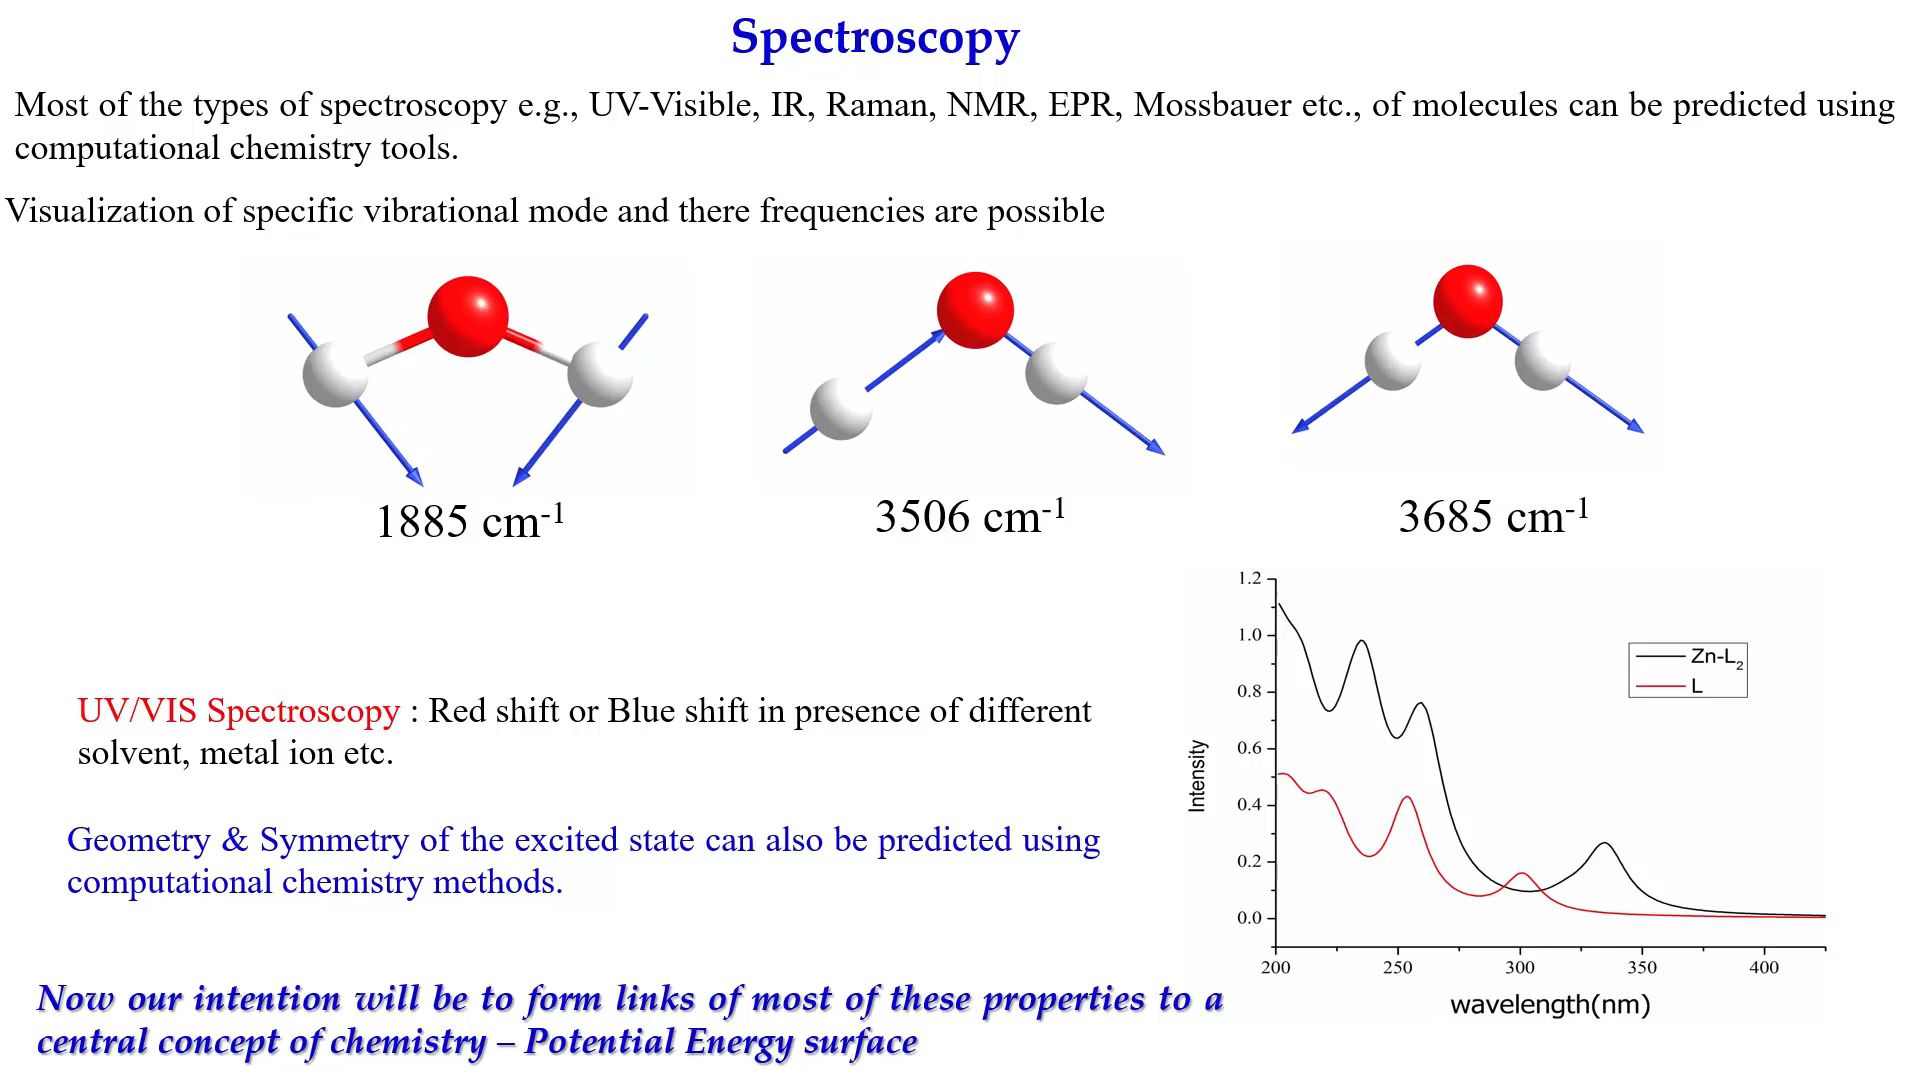 Spectroscopy
Most of the types of spectroscopy e.g., UV-Visible, IR, Raman, NMR, EPR, Mossbauer etc., of molecules can be predicted using
computational chemistry tools.
Visualization of specific vibrational mode and there frequencies are possible
1885 cm⁻¹
3506 cm⁻¹
3685 cm⁻¹
UV/VIS Spectroscopy : Red shift or Blue shift in presence of different
solvent, metal ion etc.
Geometry & Symmetry of the excited state can also be predicted using
computational chemistry methods.
1.2
1.0
0.8
0.6
0.4
0.2
0.0
Intensity
Zn-L₂
L
200 250 300 350 400
wavelength(nm)
Now our intention will be to form links of most of these properties to a
central concept of chemistry – Potential Energy surface